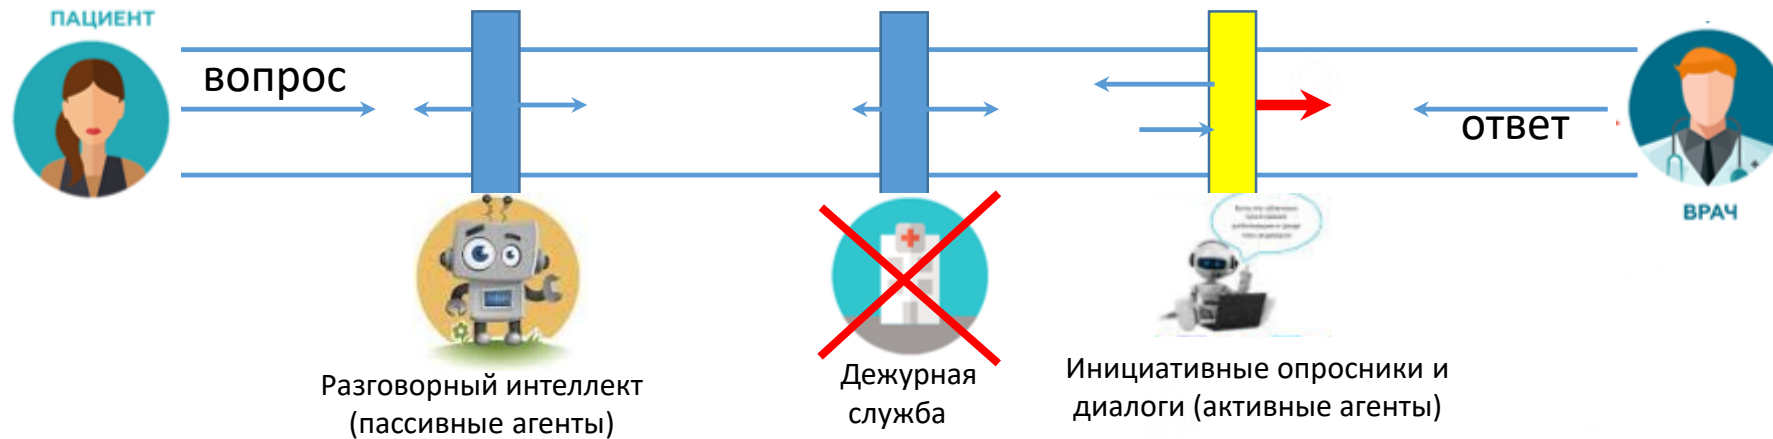 ПАЦИЕНТ
вопрос
ответ
ВРАЧ
Разговорный интеллект
(пассивные агенты)
Дежурная
служба
Инициативные опросники и
диалоги (активные агенты)